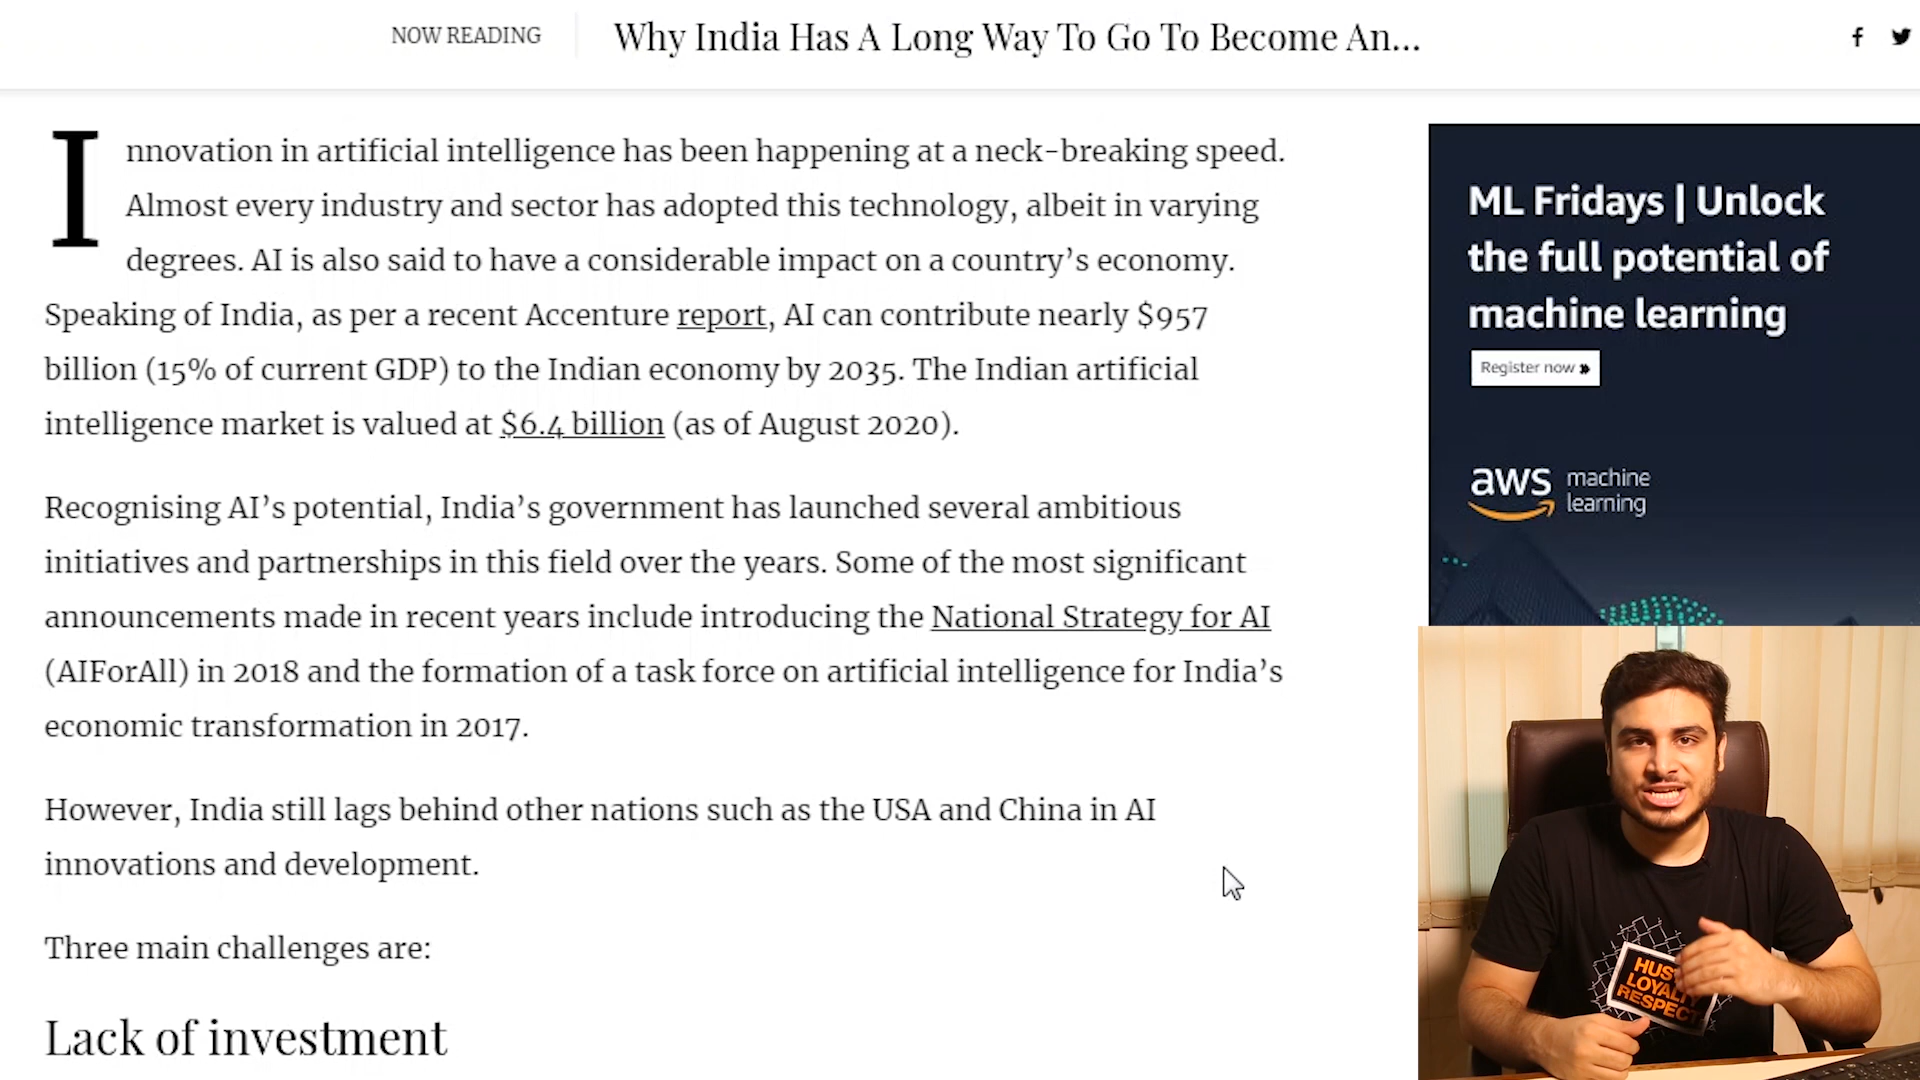 NOW READING
Why India Has A Long Way To Go To Become An...
Innovation in artificial intelligence has been happening at a neck-breaking speed.
Almost every industry and sector has adopted this technology, albeit in varying
degrees. AI is also said to have a considerable impact on a country’s economy.
Speaking of India, as per a recent Accenture report, AI can contribute nearly $957
billion (15% of current GDP) to the Indian economy by 2035. The Indian artificial
intelligence market is valued at $6.4 billion (as of August 2020).
Recognising AI’s potential, India’s government has launched several ambitious
initiatives and partnerships in this field over the years. Some of the most significant
announcements made in recent years include introducing the National Strategy for AI
(AIForAll) in 2018 and the formation of a task force on artificial intelligence for India’s
economic transformation in 2017.
However, India still lags behind other nations such as the USA and China in AI
innovations and development.
Three main challenges are:
Lack of investment
ML Fridays | Unlock
the full potential of
machine learning
Register now
aws machine
learning
LOYALTY
RESPECT